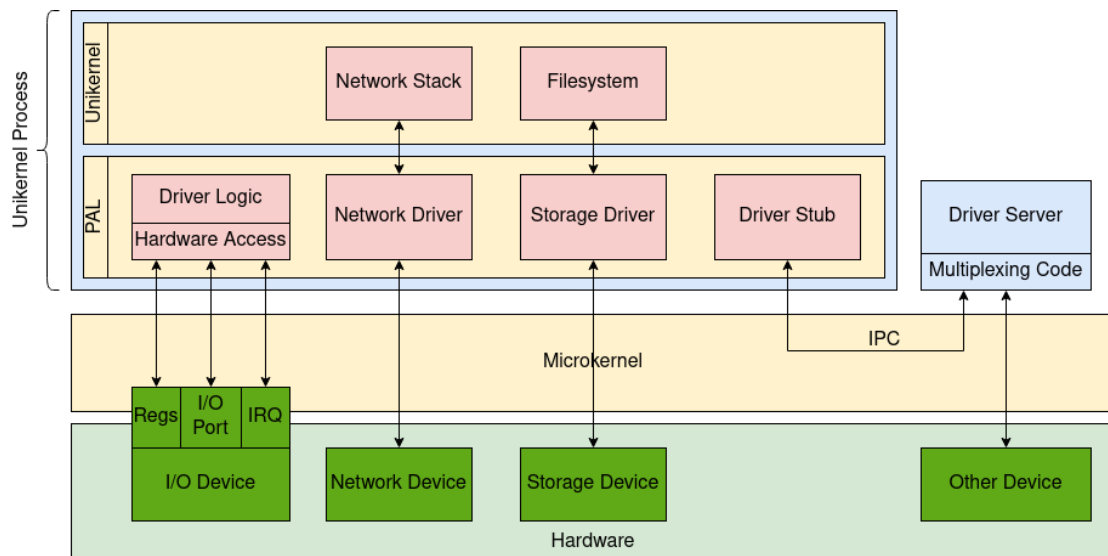 Unikernel Process
Unikernel
Network Stack
Filesystem
PAL
Driver Logic
Hardware Access
Network Driver
Storage Driver
Driver Stub
Driver Server
Multiplexing Code
IPC
Microkernel
Regs
I/O
Port
IRQ
I/O Device
Network Device
Storage Device
Other Device
Hardware